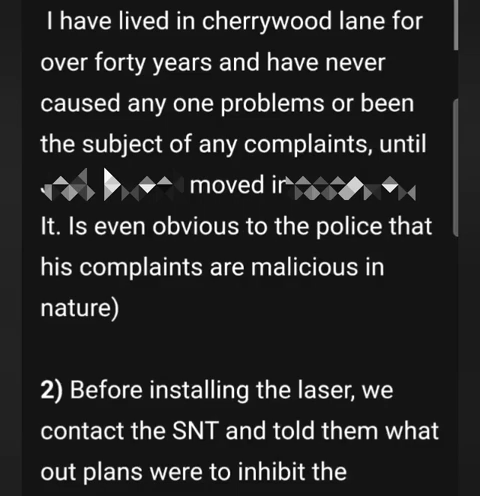 I have lived in cherrywood lane for
over forty years and have never
caused any one problems or been
the subject of any complaints, until
moved in
It. Is even obvious to the police that
his complaints are malicious in
nature)
2) Before installing the laser, we
contact the SNT and told them what
out plans were to inhibit the